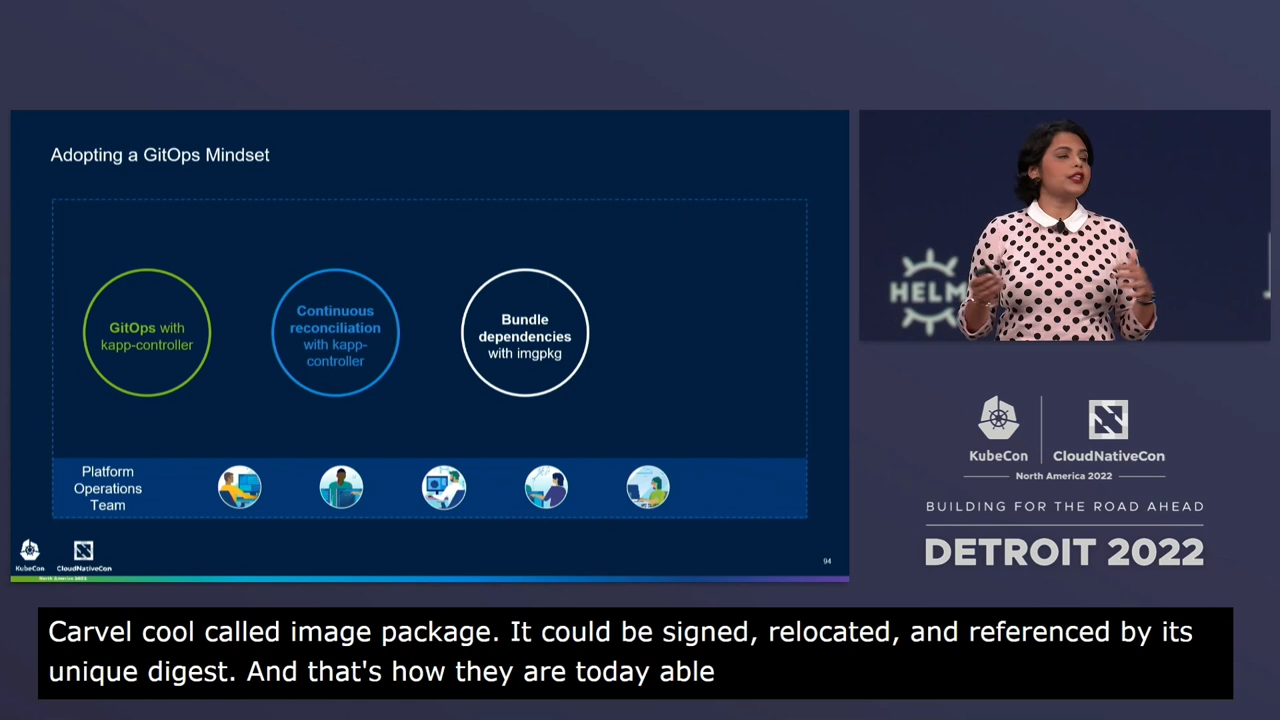 Adopting a GitOps Mindset
GitOps with
kapp-controller
Continuous
reconciliation
with kapp-
controller
Bundle
dependencies
with imgpkg
Platform
Operations
Team
KubeCon
CloudNativeCon
North America 2022
94
HELM
KubeCon
CloudNativeCon
North America 2022
BUILDING FOR THE ROAD AHEAD
DETROIT 2022
Carvel cool called image package. It could be signed, relocated, and referenced by its
unique digest. And that's how they are today able